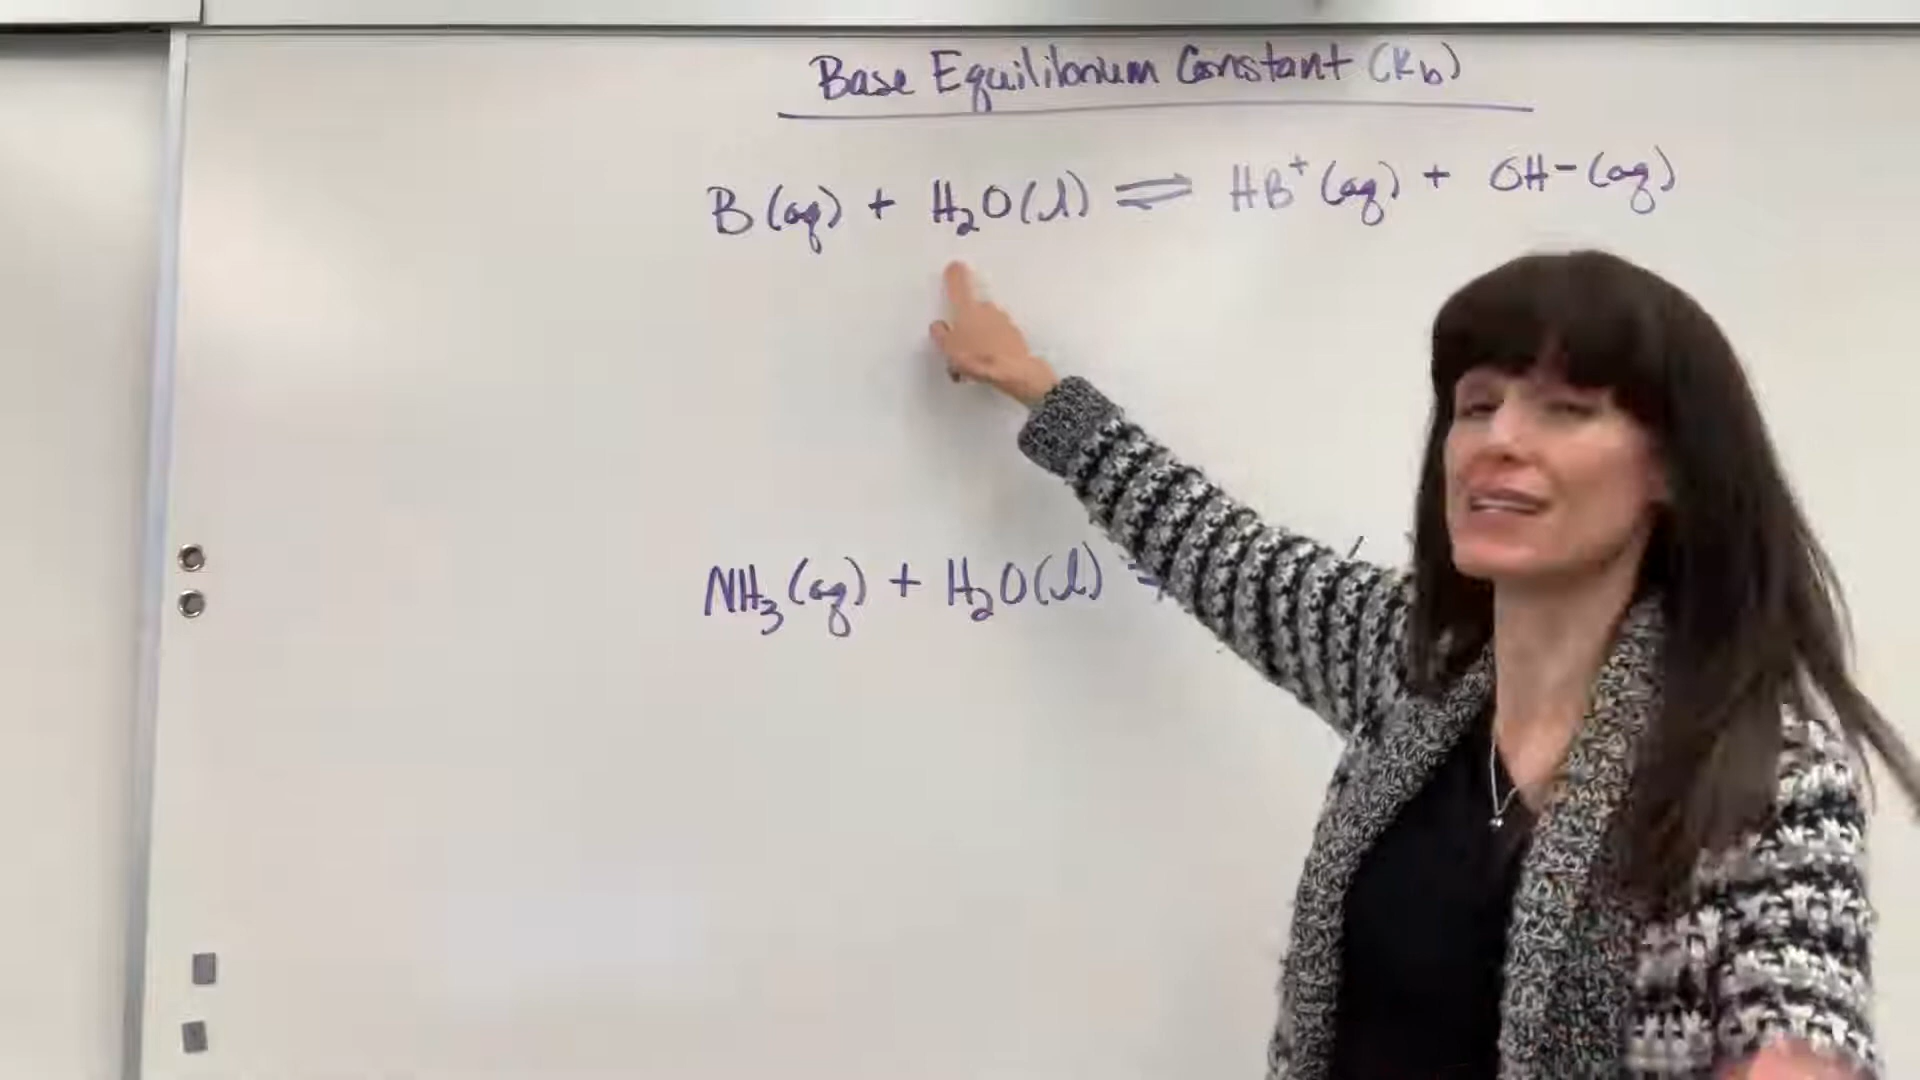 Base Equilibrium Constant (Kb)
B(aq) + H₂O(l) ⇌ HB⁺(aq) + OH-(aq)
NH₃(aq) + H₂O(l)